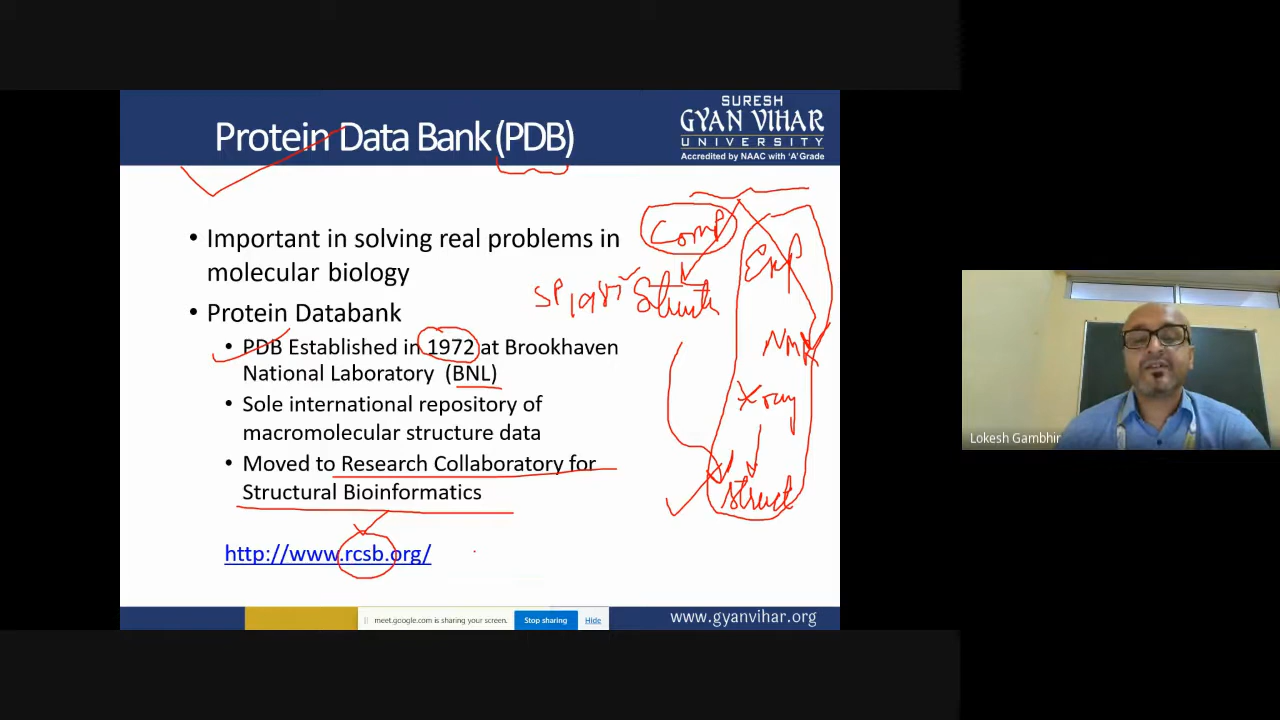 Protein Data Bank (PDB)
SURESH
GYAN VIHAR
UNIVERSITY
Accredited by NAAC with 'A' Grade
• Important in solving real problems in
molecular biology
• Protein Databank
• PDB Established in 1972 at Brookhaven
National Laboratory (BNL)
• Sole international repository of
macromolecular structure data
• Moved to Research Collaboratory for
Structural Bioinformatics
http://www.rcsb.org/
Comp
Exp
NMR
X ray
Struct
meet.google.com is sharing your screen.
Stop sharing
Hide
www.gyanvihar.org
Lokesh Gambhir